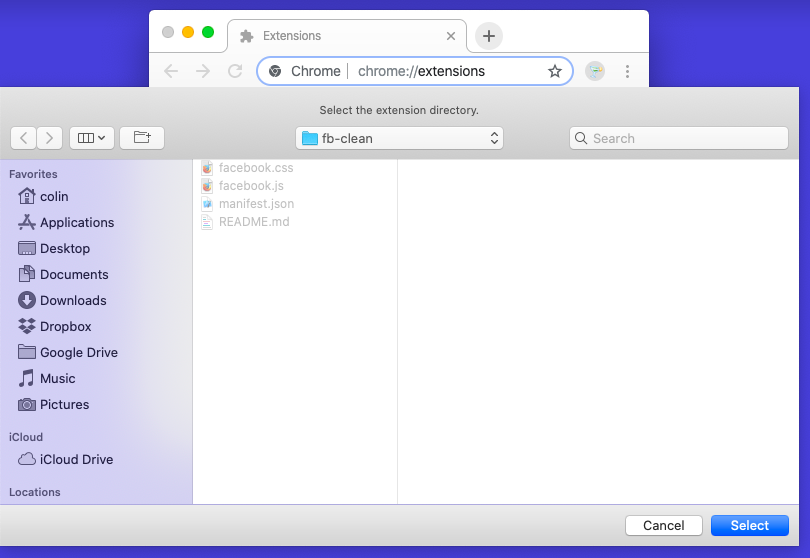 Extensions
Chrome chrome://extensions
Select the extension directory.
fb-clean
Search
Favorites
colin
Applications
Desktop
Documents
Downloads
Dropbox
Google Drive
Music
Pictures
iCloud
iCloud Drive
Locations
facebook.css
facebook.js
manifest.json
README.md
Cancel
Select